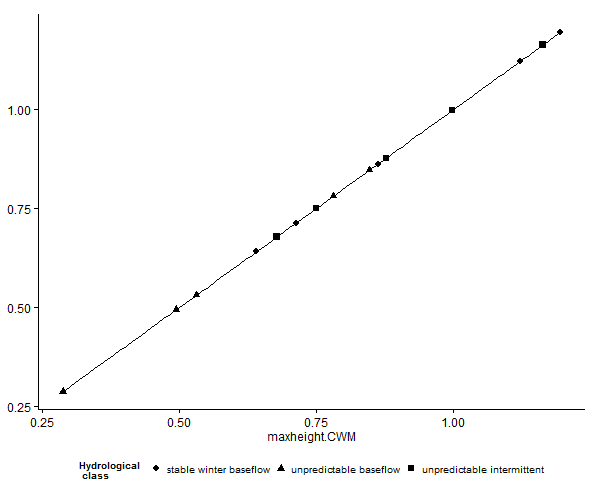 1.00
0.75
0.50
0.25
0.25 0.50 0.75 1.00
maxheight.CWM
Hydrological
class
stable winter baseflow unpredictable baseflow unpredictable intermittent